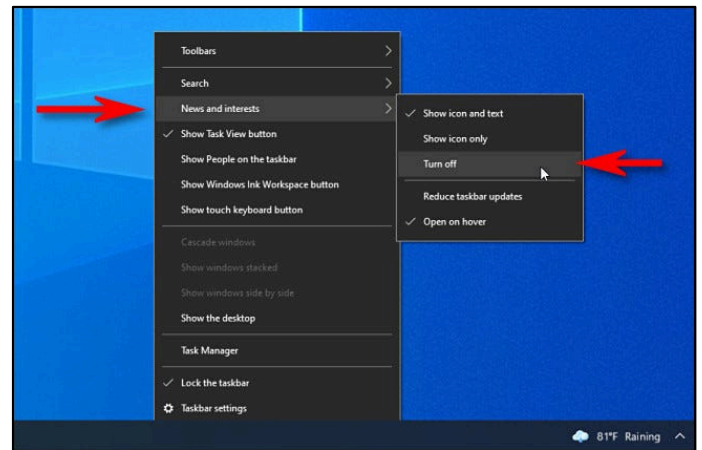 Toolbars
Search
News and interests
Show Task View button
Show People on the taskbar
Show Windows Ink Workspace button
Show touch keyboard button
Cascade windows
Show windows stacked
Show windows side by side
Show the desktop
Task Manager
Lock the taskbar
Taskbar settings
Show icon and text
Show icon only
Turn off
Reduce taskbar updates
Open on hover
81°F Raining